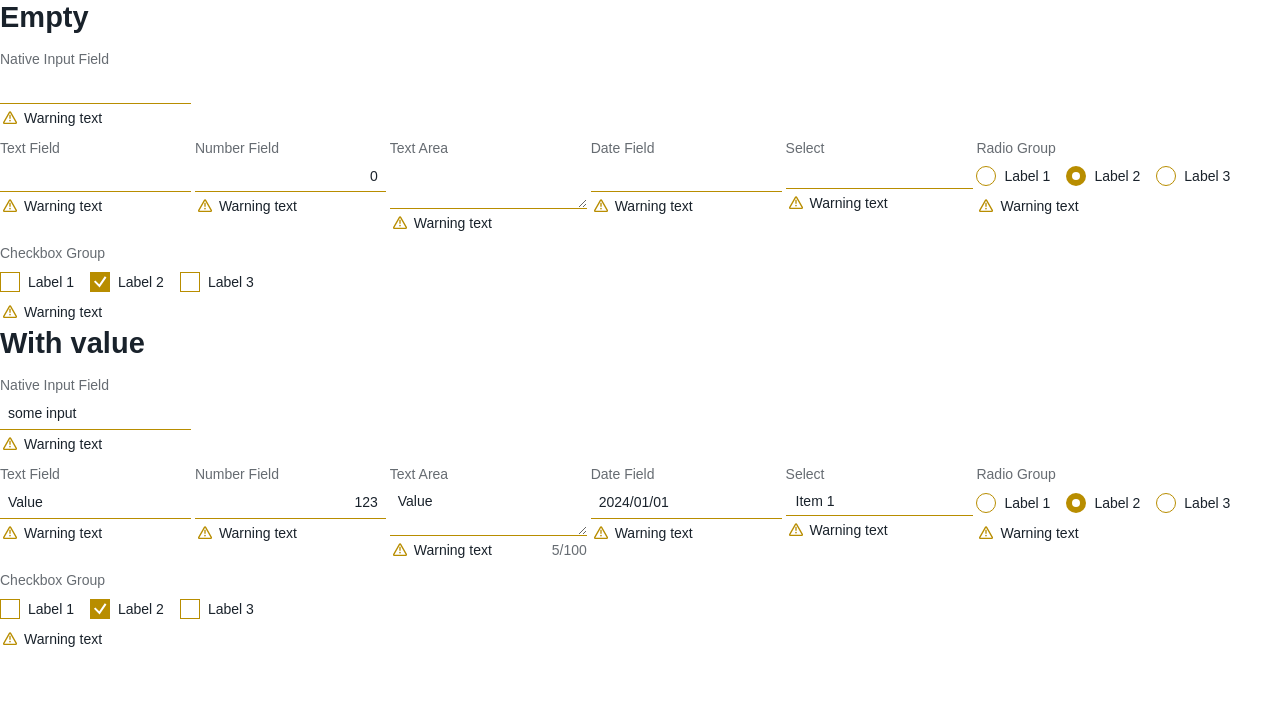 Empty
Native Input Field
Warning text
Text Field Number Field Text Area Date Field Select Radio Group
0 Label 1 Label 2 Label 3
Warning text Warning text Warning text Warning text Warning text Warning text
Checkbox Group
Label 1 Label 2 Label 3
Warning text
With value
Native Input Field
some input
Warning text
Text Field Number Field Text Area Date Field Select Radio Group
Value 123 Value 2024/01/01 Item 1 Label 1 Label 2 Label 3
Warning text Warning text Warning text 5/100 Warning text Warning text Warning text
Checkbox Group
Label 1 Label 2 Label 3
Warning text